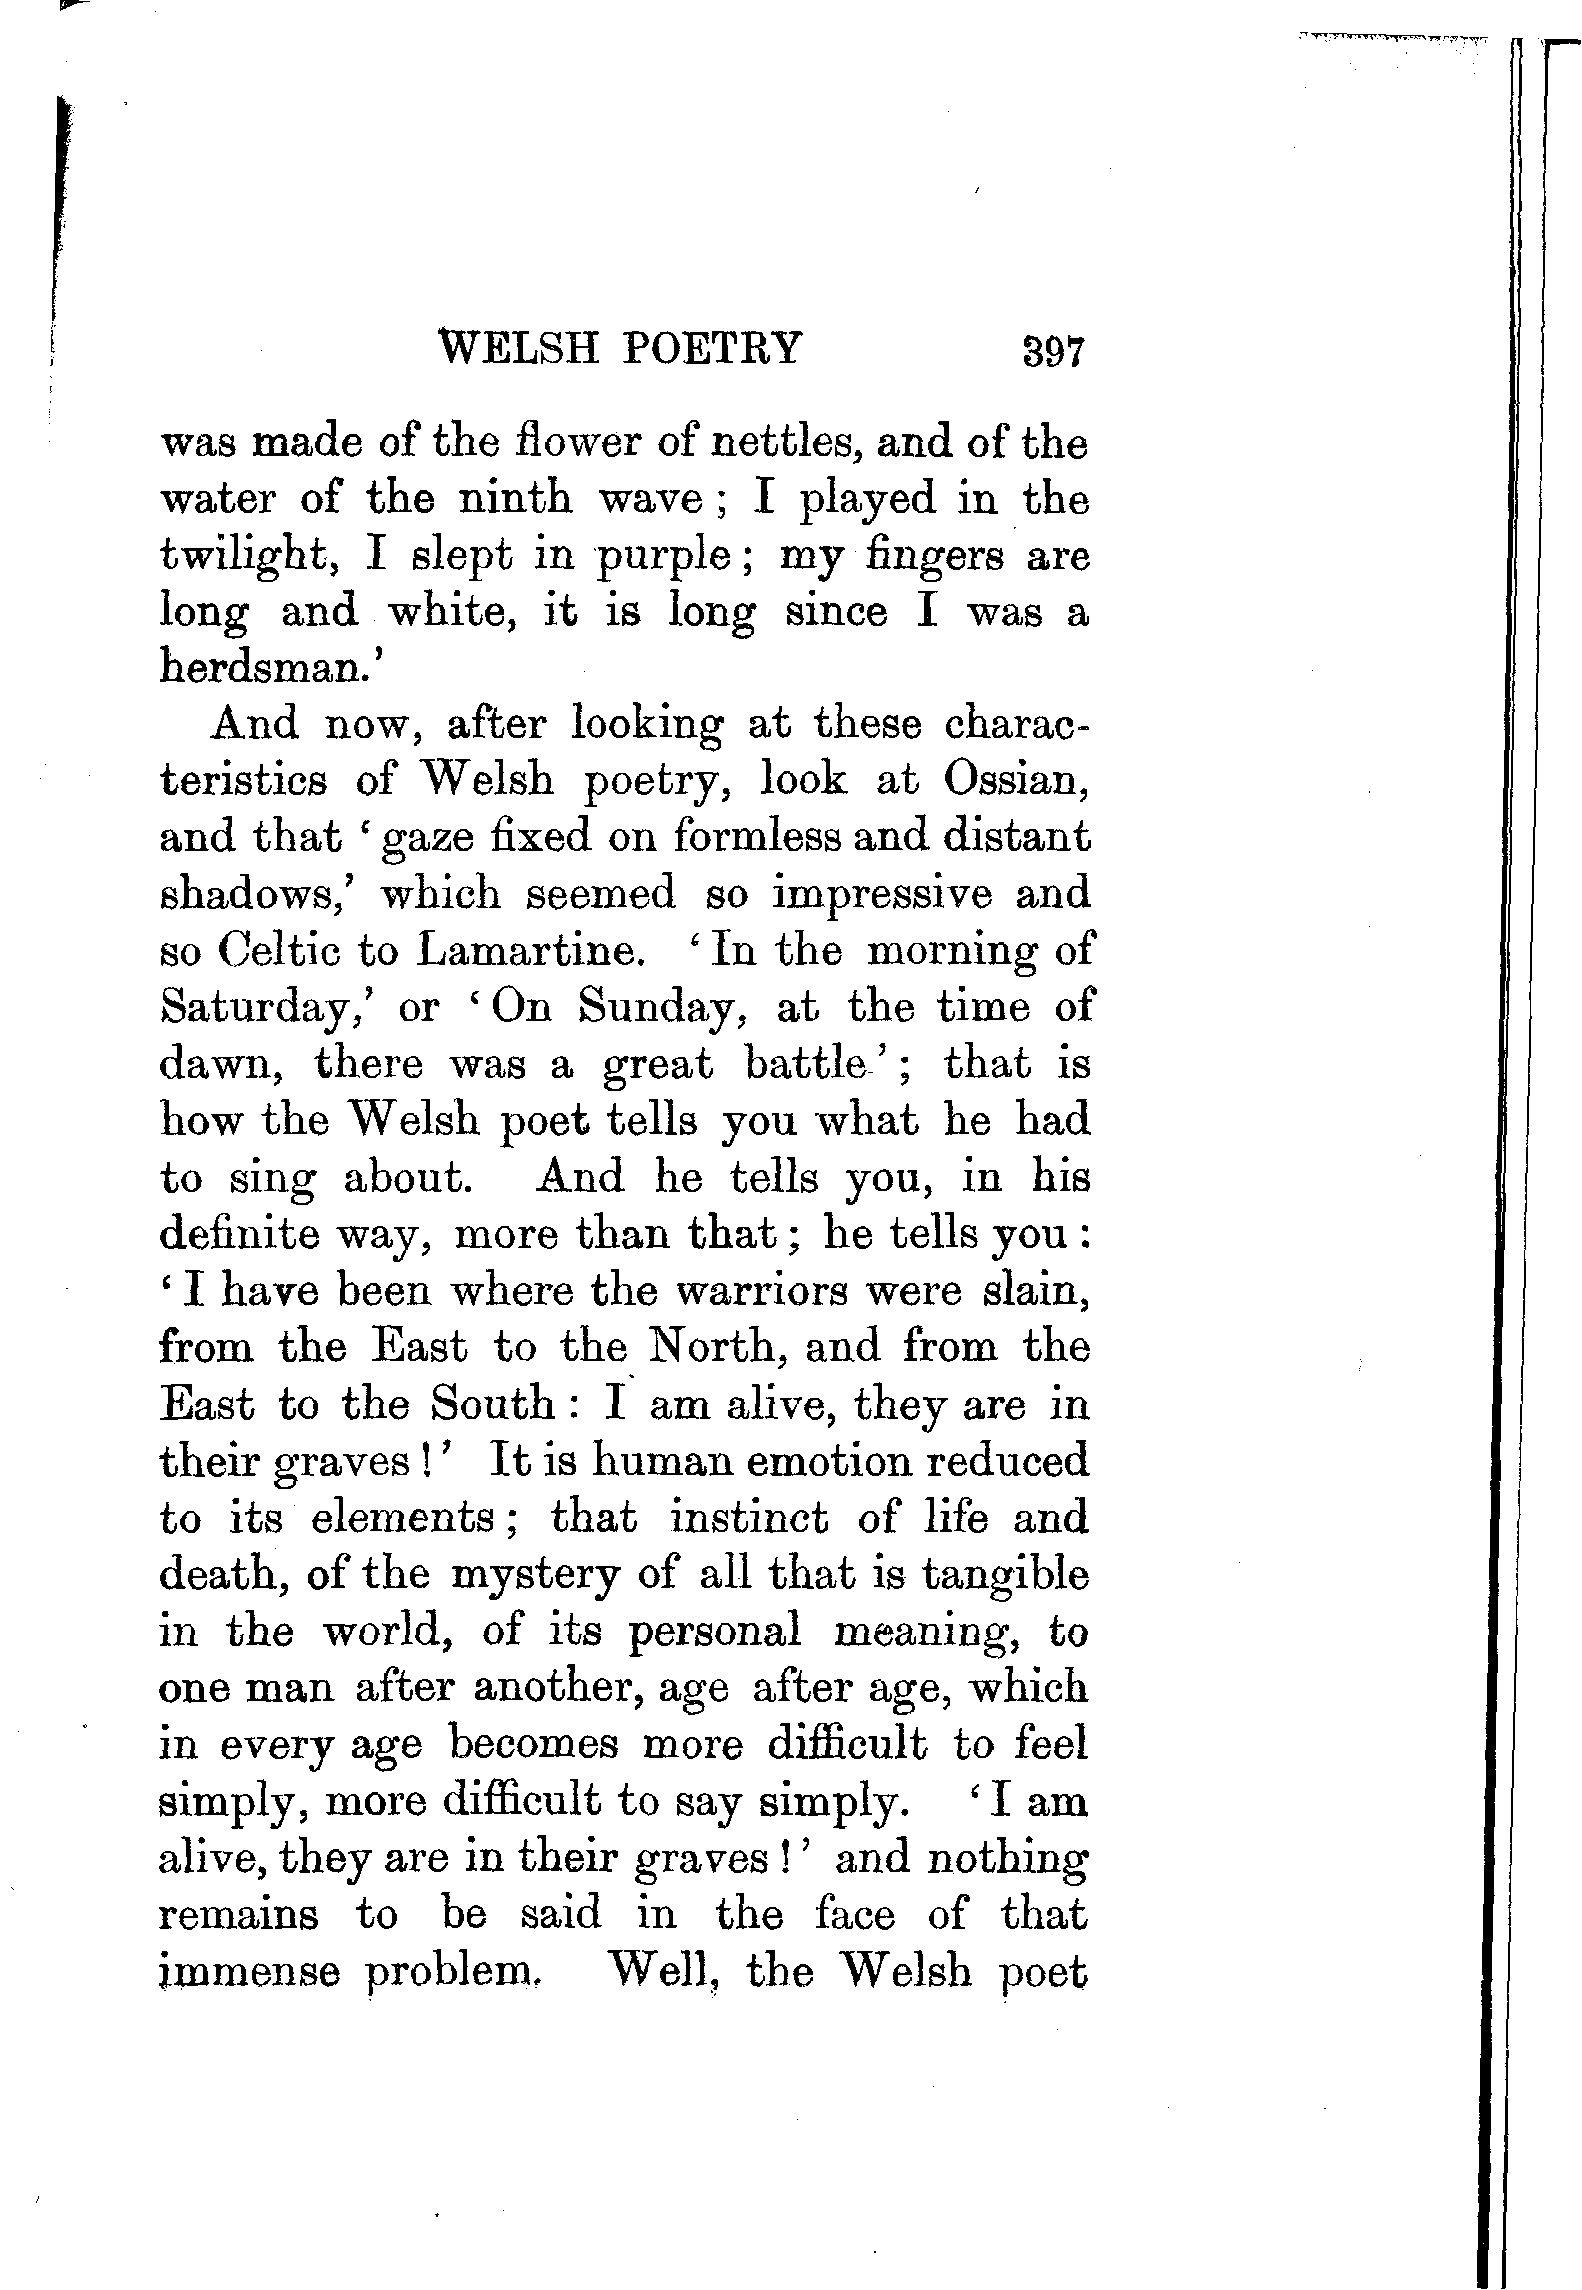 WELSH POETRY 397
was made of the flower of nettles, and of the
water of the ninth wave ; I played in the
twilight, I slept in purple ; my fingers are
long and white, it is long since I was a
herdsman.’
And now, after looking at these charac-
teristics of Welsh poetry, look at Ossian,
and that ‘ gaze fixed on formless and distant
shadows,’ which seemed so impressive and
so Celtic to Lamartine. ‘ In the morning of
Saturday,’ or ‘ On Sunday, at the time of
dawn, there was a great battle ’ ; that is
how the Welsh poet tells you what he had
to sing about. And he tells you, in his
definite way, more than that ; he tells you :
‘ I have been where the warriors were slain,
from the East to the North, and from the
East to the South : I am alive, they are in
their graves ! ’ It is human emotion reduced
to its elements ; that instinct of life and
death, of the mystery of all that is tangible
in the world, of its personal meaning, to
one man after another, age after age, which
in every age becomes more difficult to feel
simply, more difficult to say simply. ‘ I am
alive, they are in their graves ! ’ and nothing
remains to be said in the face of that
immense problem. Well, the Welsh poet